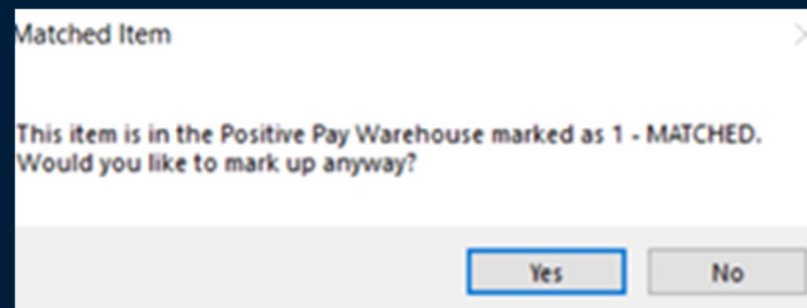 Matched Item
This item is in the Positive Pay Warehouse marked as 1 - MATCHED.
Would you like to mark up anyway?
Yes No